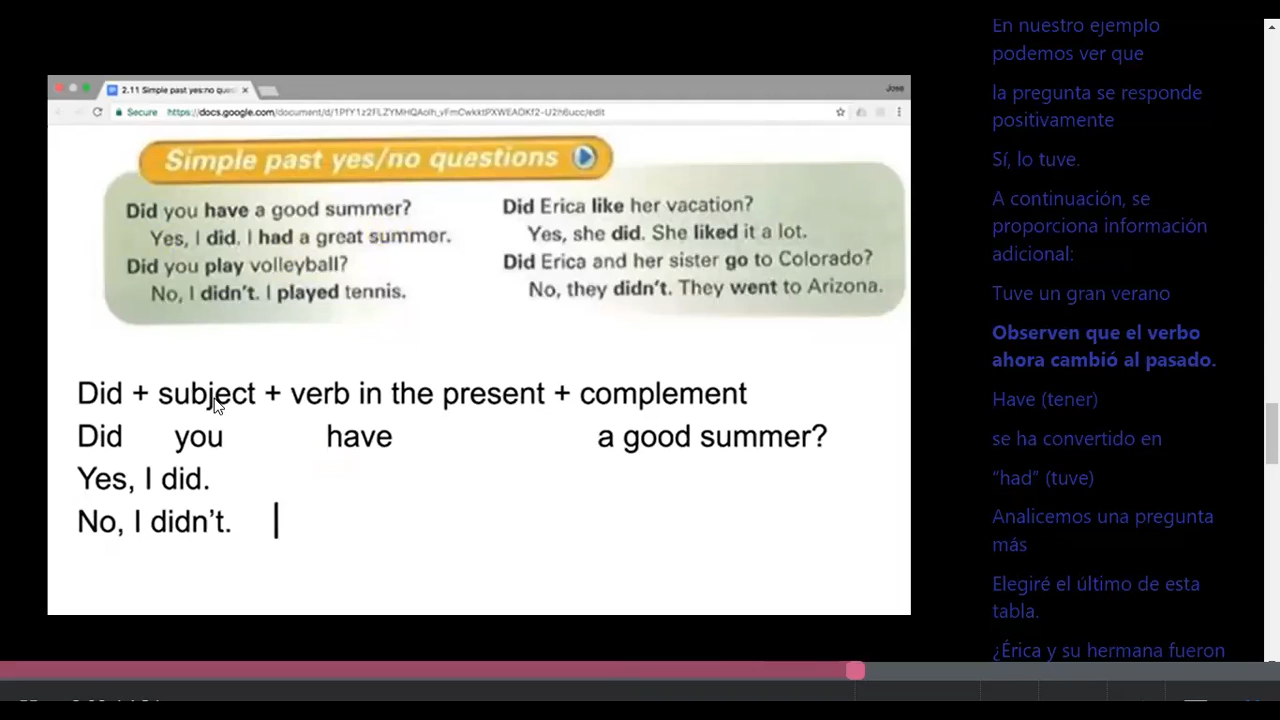 2.11 Simple past yes:no ques
Jose
Secure
Simple past yes/no questions
Did you have a good summer?
Yes, I did. I had a great summer.
Did you play volleyball?
No, I didn't. I played tennis.
Did Erica like her vacation?
Yes, she did. She liked it a lot.
Did Erica and her sister go to Colorado?
No, they didn't. They went to Arizona.
Did + subject + verb in the present + complement
Did you have a good summer?
Yes, I did.
No, I didn't.
En nuestro ejemplo
podemos ver que
la pregunta se responde
positivamente
Sí, lo tuve.
A continuación, se
proporciona información
adicional:
Tuve un gran verano
Observen que el verbo
ahora cambió al pasado.
Have (tener)
se ha convertido en
“had” (tuve)
Analicemos una pregunta
más
Elegiré el último de esta
tabla.
¿Érica y su hermana fueron